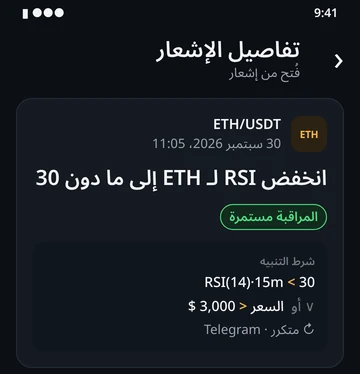 9:41
تفاصيل الإشعار
فُتح من إشعار
ETH
ETH/USDT
30 سبتمبر 2026، 11:05
انخفض RSI لـ ETH إلى ما دون 30
المراقبة مستمرة
شرط التنبيه
RSI(14)·15m < 30
∨ أو السعر > 3,000 $
↻ متكرر · Telegram